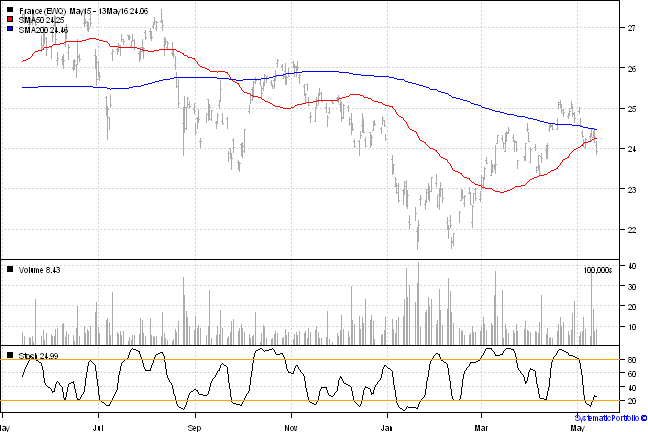 France (EWQ) May15 - 13May16 24.06
SMA50 24.25
SMA200 24.46
27
26
25
24
23
22
Volume 8.43
100,000s
40
30
20
10
Stoch 24.99
80
60
40
20
May
Jul
Sep
Nov
Jan
Mar
May
SystematicPortfolio ©